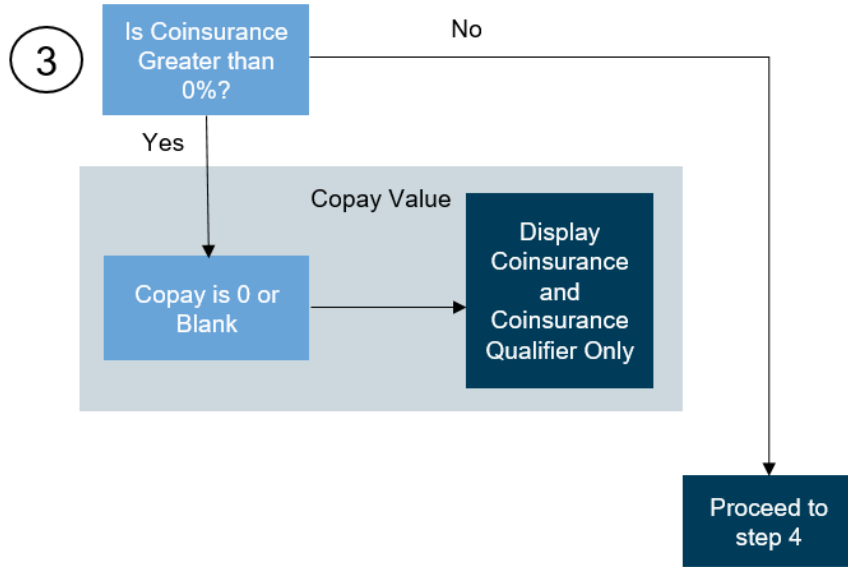 3
Is Coinsurance
Greater than
0%?
No
Yes
Copay Value
Copay is 0 or
Blank
Display
Coinsurance
and
Coinsurance
Qualifier Only
Proceed to
step 4